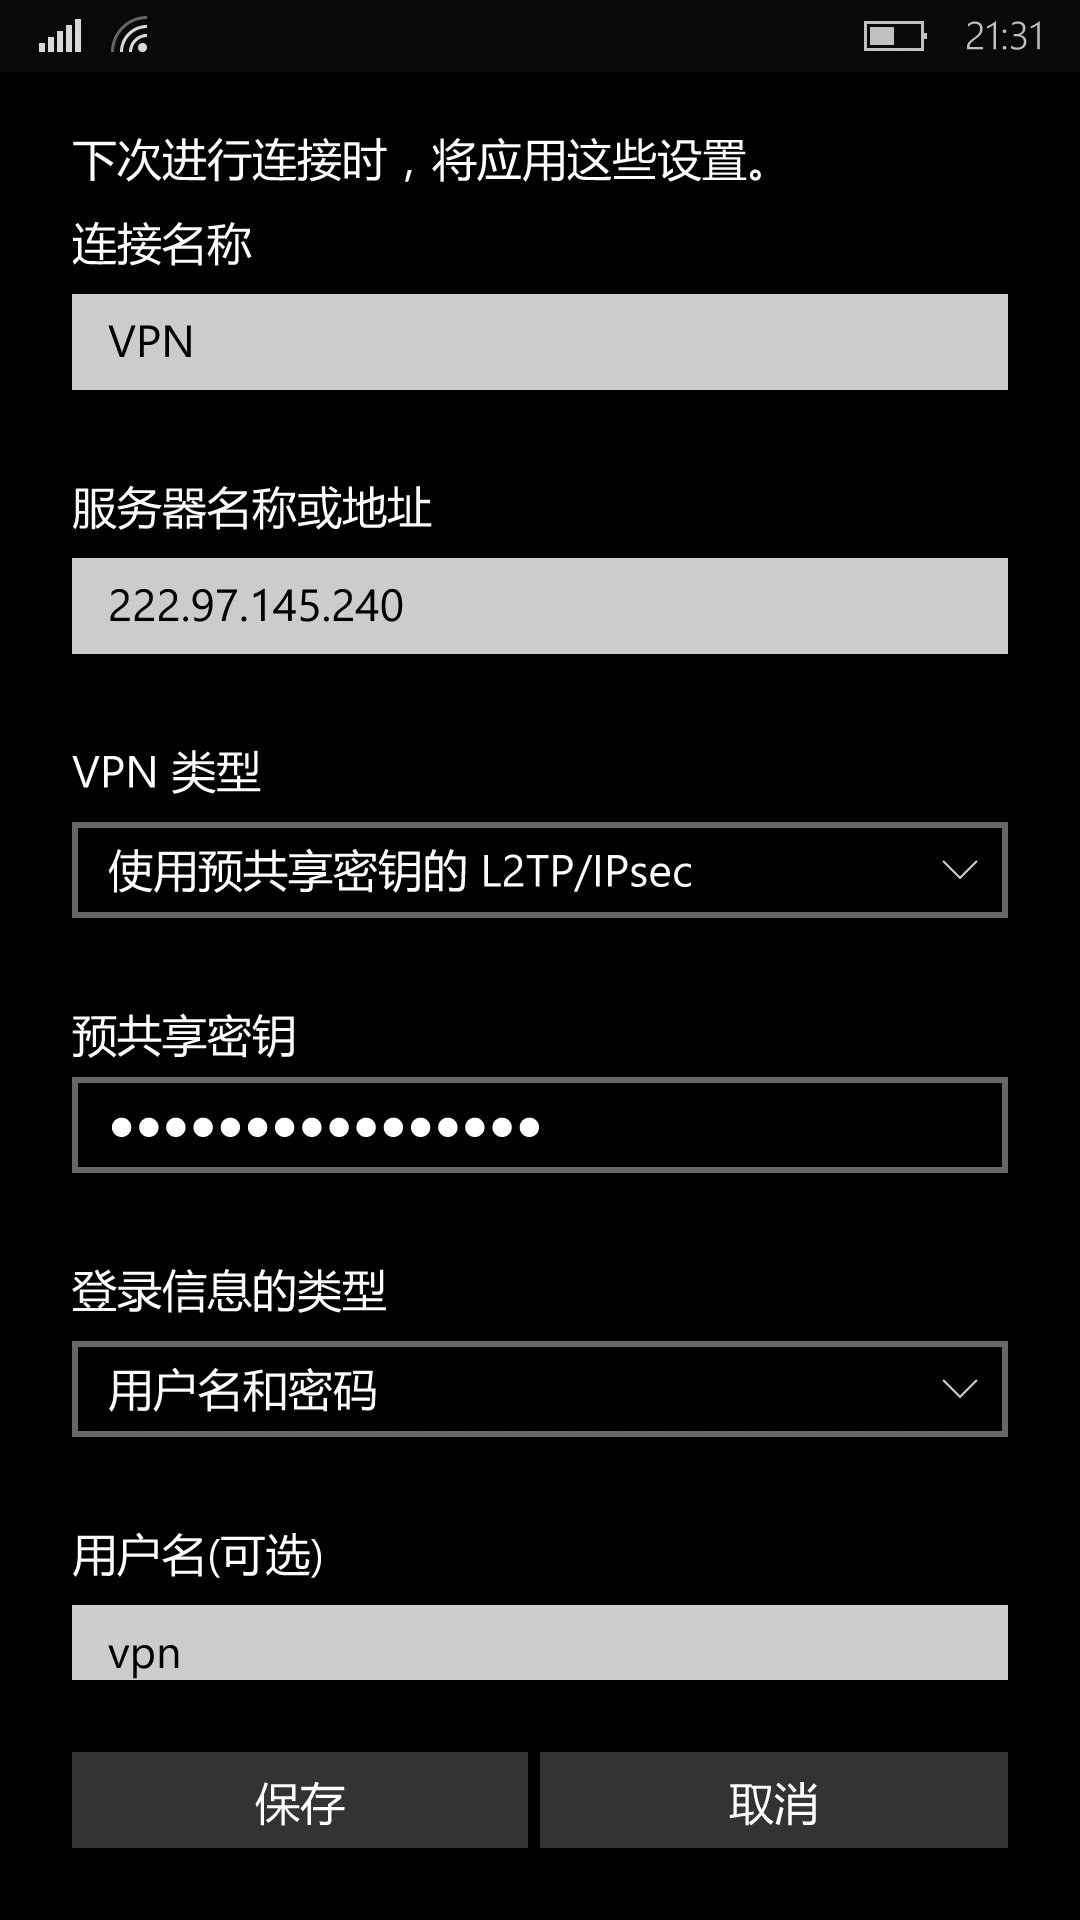 21:31
下次进行连接时，将应用这些设置。
连接名称
VPN
服务器名称或地址
222.97.145.240
VPN 类型
使用预共享密钥的 L2TP/IPsec
预共享密钥
●●●●●●●●●●●●●●●●
登录信息的类型
用户名和密码
用户名(可选)
vpn
保存 取消